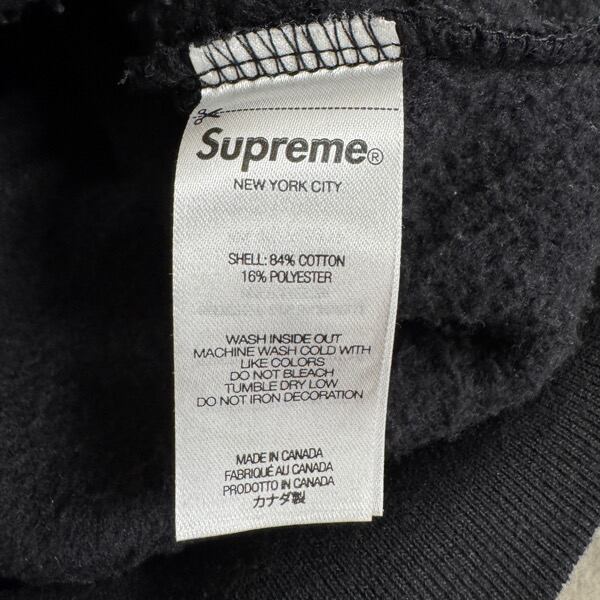 Supreme®
NEW YORK CITY
SHELL: 84% COTTON
16% POLYESTER
WASH INSIDE OUT
MACHINE WASH COLD WITH
LIKE COLORS
DO NOT BLEACH
TUMBLE DRY LOW
DO NOT IRON DECORATION
MADE IN CANADA
FABRIQUÉ AU CANADA
PRODOTTO IN CANADA
カナダ製